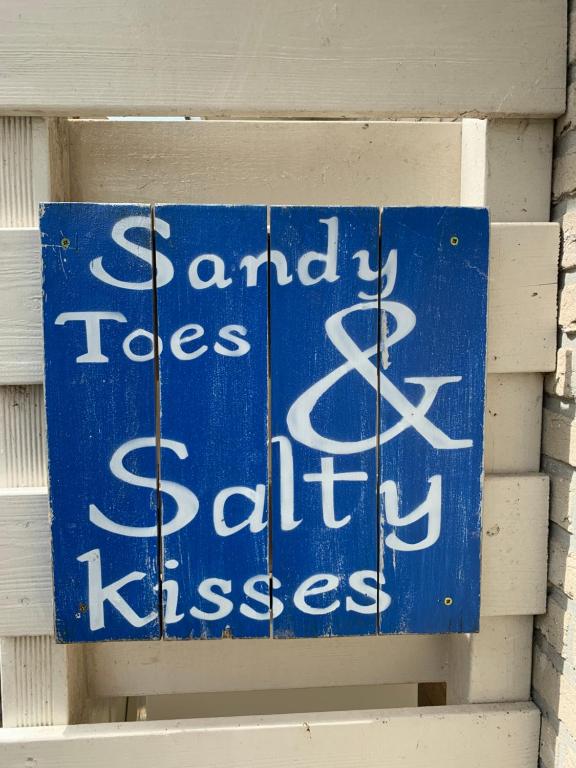 Sandy
Toes &
Salty
kisses